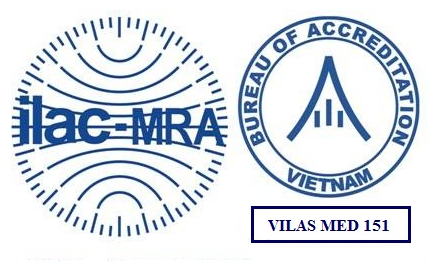 ilac-MRA
BUREAU OF ACCREDITATION
VIETNAM
VILAS MED 151